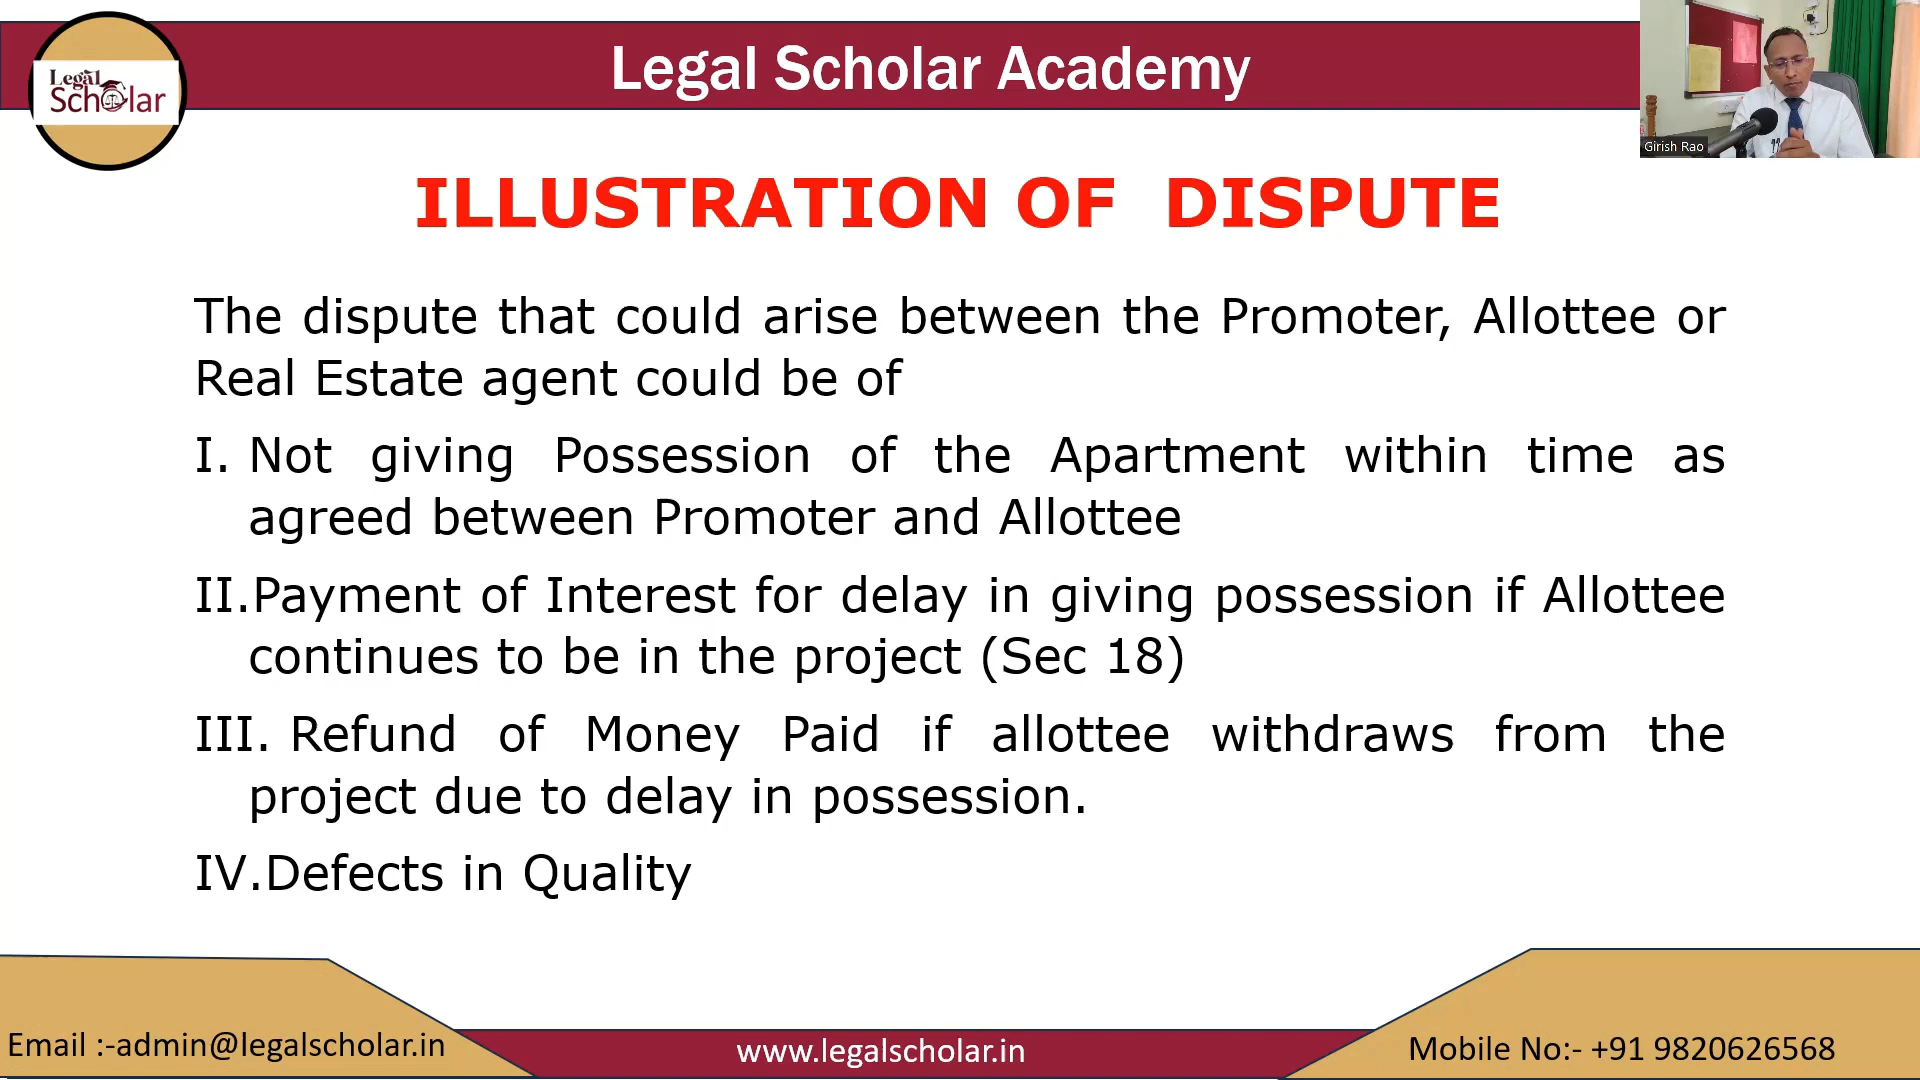 Legal Scholar Academy
Legal
Scholar
Girish Rao
ILLUSTRATION OF DISPUTE
The dispute that could arise between the Promoter, Allottee or
Real Estate agent could be of
I. Not giving Possession of the Apartment within time as
agreed between Promoter and Allottee
II.Payment of Interest for delay in giving possession if Allottee
continues to be in the project (Sec 18)
III. Refund of Money Paid if allottee withdraws from the
project due to delay in possession.
IV.Defects in Quality
Email :-admin@legalscholar.in
www.legalscholar.in
Mobile No:- +91 9820626568